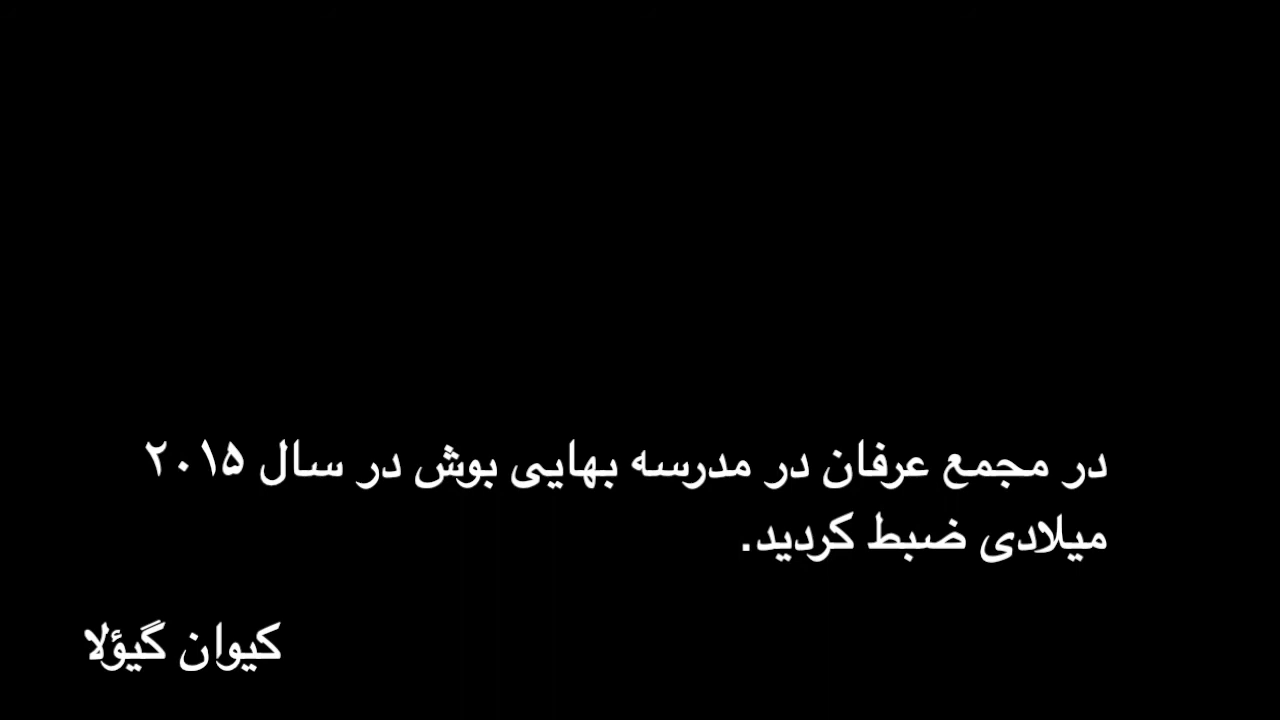 در مجمع عرفان در مدرسه بهایی بوش در سال ۲۰۱۵
میلادی ضبط کردید.
کیوان گیؤلا